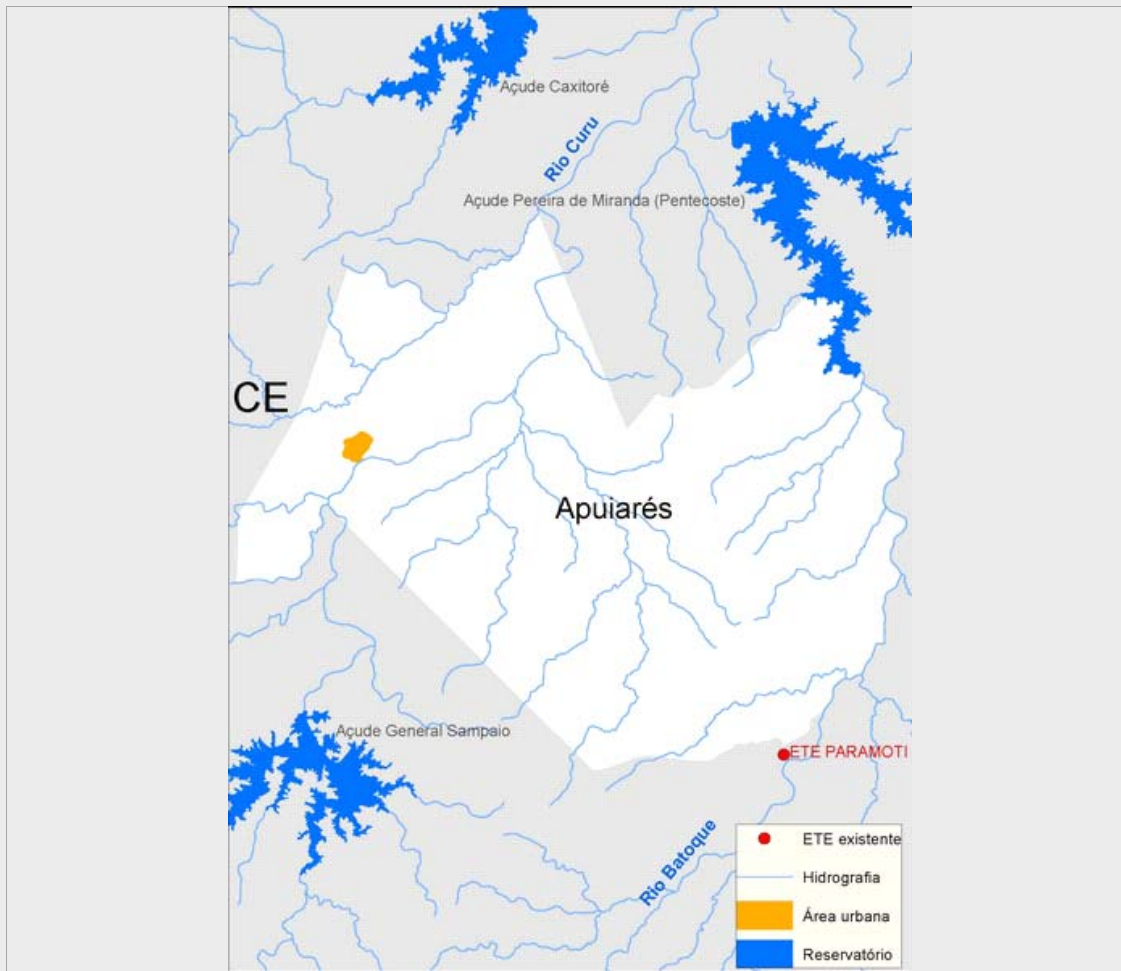 Açude Caxitoré
Rio Curu
Açude Pereira de Miranda (Pentecoste)
CE
Apuiarés
Açude General Sampaio
ETE PARAMOTI
Rio Batoque
ETE existente
Hidrografia
Área urbana
Reservatório